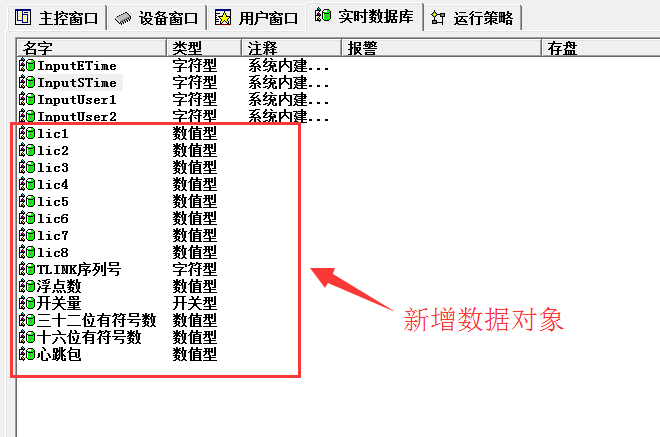 主控窗口 设备窗口 用户窗口 实时数据库 运行策略
名字 类型 注释 报警 存盘
InputETime 字符型 系统内建...
InputSTime 字符型 系统内建...
InputUser1 字符型 系统内建...
InputUser2 字符型 系统内建...
lic1 数值型
lic2 数值型
lic3 数值型
lic4 数值型
lic5 数值型
lic6 数值型
lic7 数值型
lic8 数值型
TLINK序列号 字符型
浮点数 数值型
开关量 开关型
三十二位有符号数 数值型
十六位有符号数 数值型
心跳包 数值型
新增数据对象